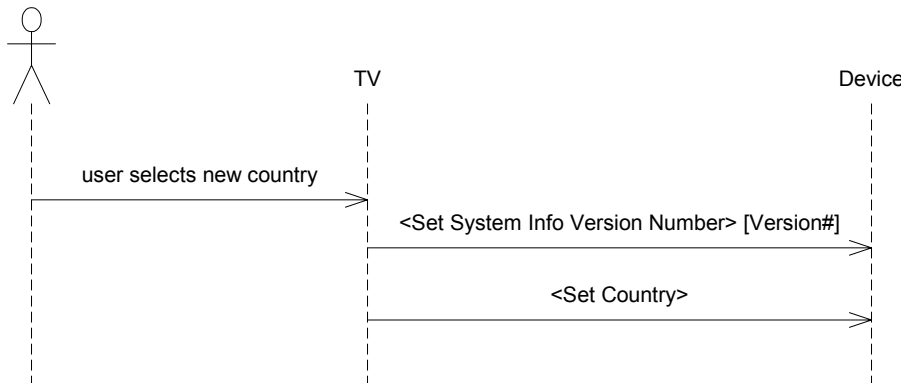 TV
Device
user selects new country
<Set System Info Version Number> [Version#]
<Set Country>